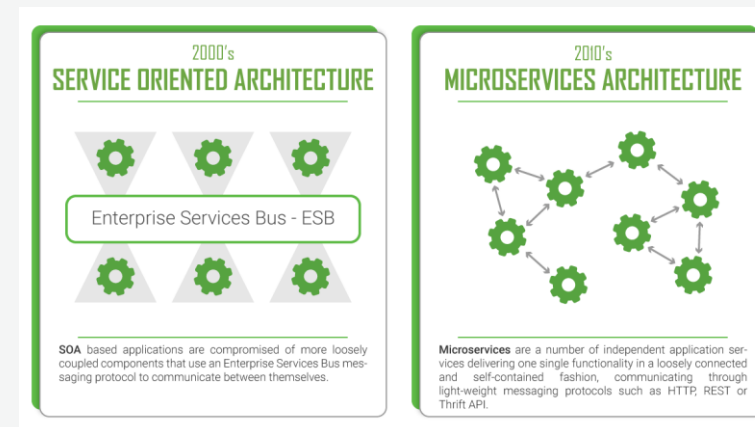 2000's
SERVICE ORIENTED ARCHITECTURE
Enterprise Services Bus - ESB
SOA based applications are compromised of more loosely
coupled components that use an Enterprise Services Bus mes-
saging protocol to communicate between themselves.
2010's
MICROSERVICES ARCHITECTURE
Microservices are a number of independent application ser-
vices delivering one single functionality in a loosely connected
and self-contained fashion, communicating through
light-weight messaging protocols such as HTTP, REST or
Thrift API.